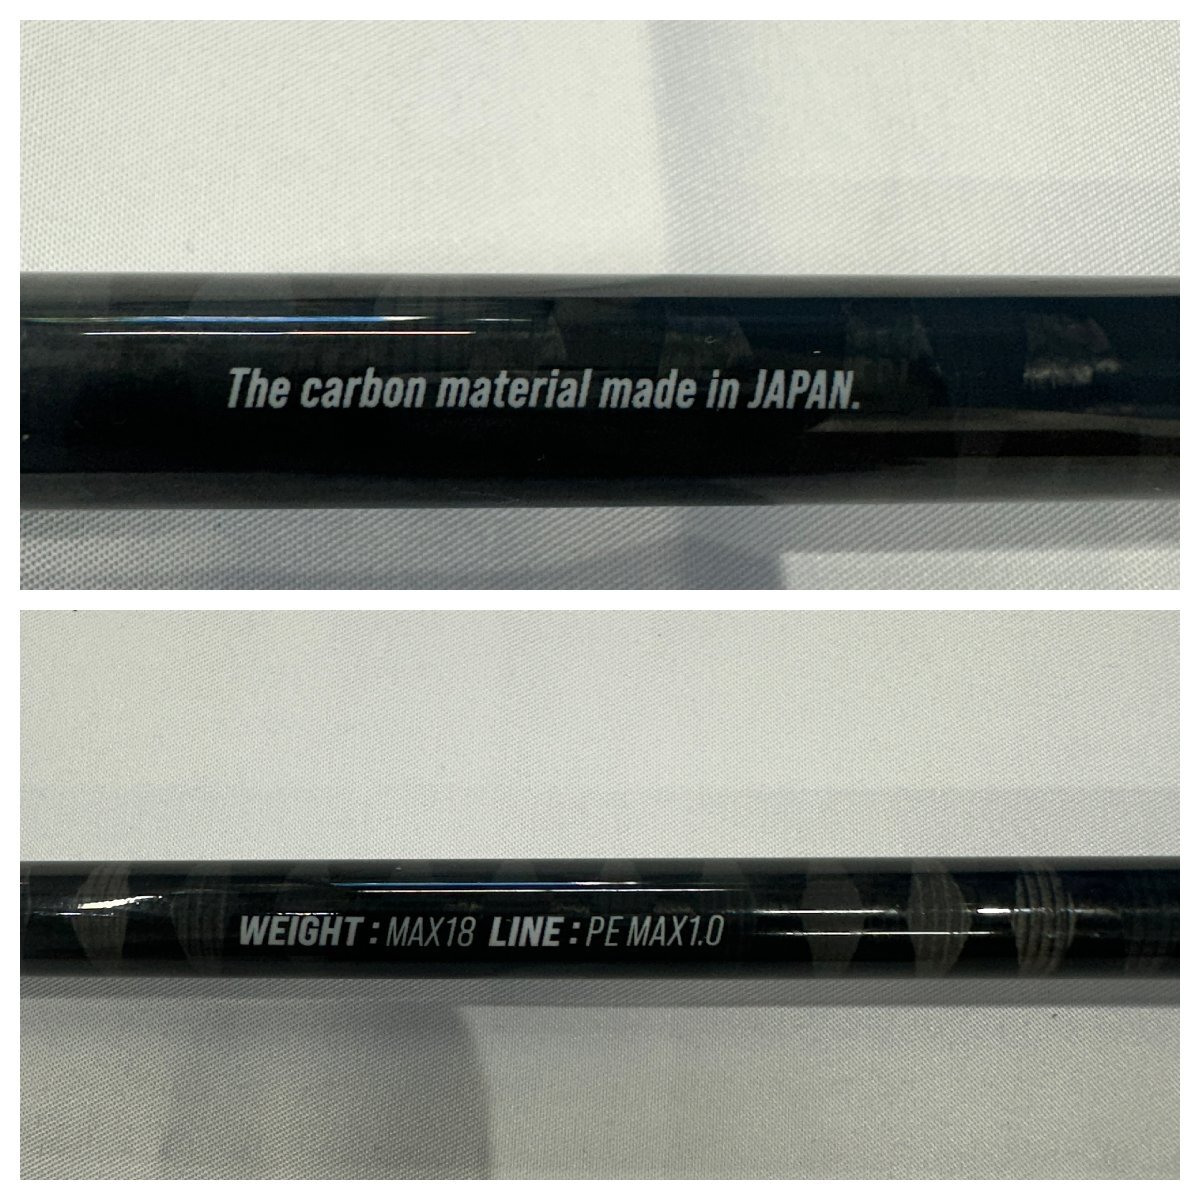 The carbon material made in JAPAN.
WEIGHT : MAX18 LINE : PE MAX1.0